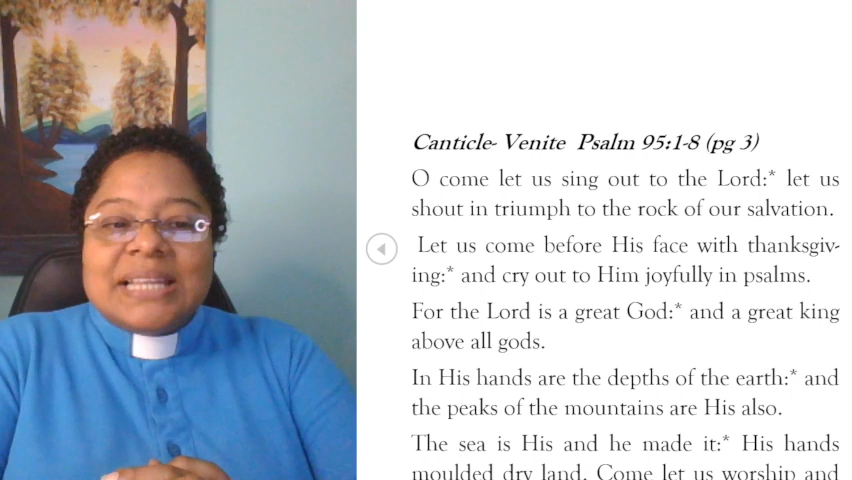 Canticle- Venite Psalm 95:1-8 (pg 3)
O come let us sing out to the Lord:* let us
shout in triumph to the rock of our salvation.
Let us come before His face with thanksgiv-
ing:* and cry out to Him joyfully in psalms.
For the Lord is a great God:* and a great king
above all gods.
In His hands are the depths of the earth:* and
the peaks of the mountains are His also.
The sea is His and he made it:* His hands
moulded dry land. Come let us worship and